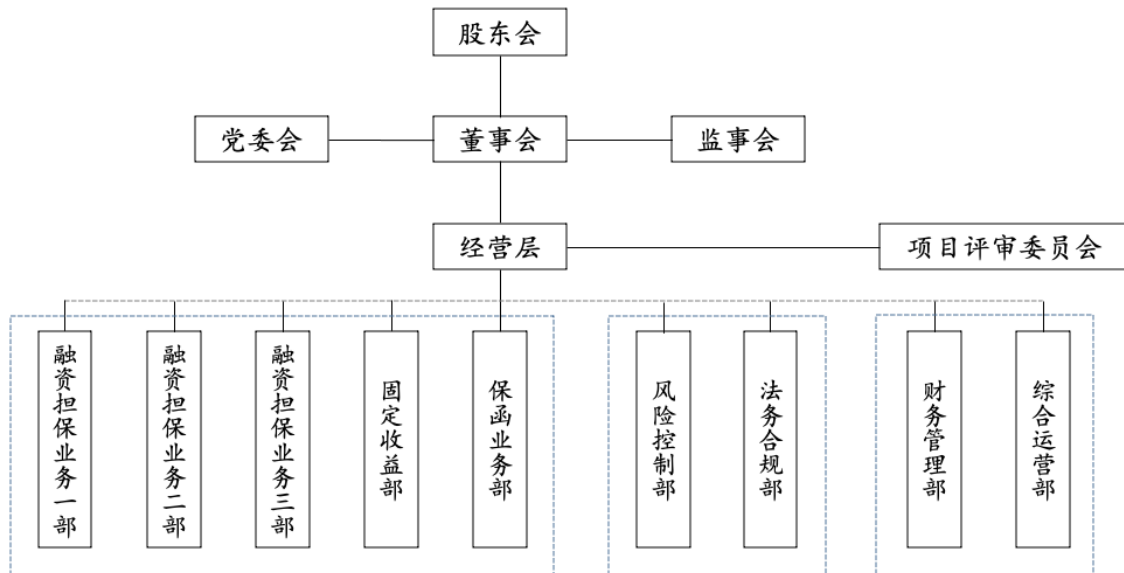 股东会
党委会
董事会
监事会
经营层
项目评审委员会
融资担保业务一部
融资担保业务二部
融资担保业务三部
固定收益部
保函业务部
风险控制部
法务合规部
财务管理部
综合运营部